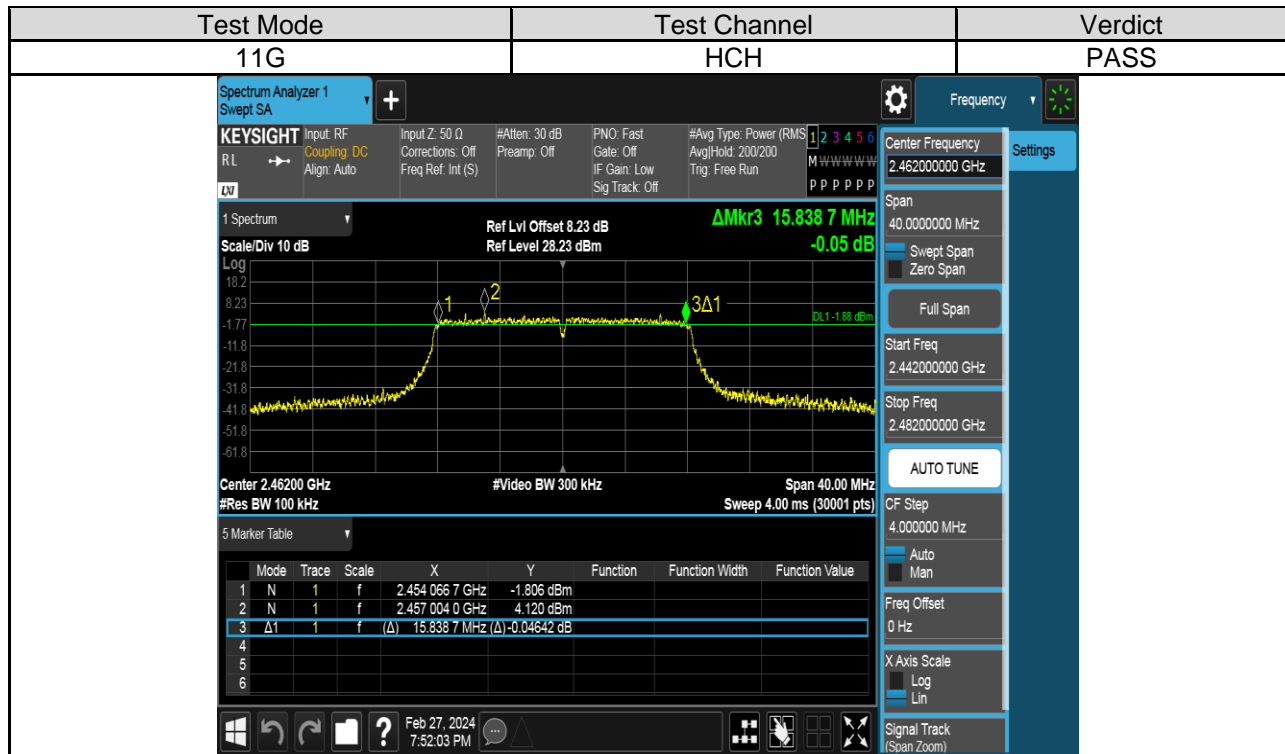 Test Mode Test Channel Verdict
11G HCH PASS
Spectrum Analyzer 1
Swept SA
+
Frequency
KEYSIGHT Input: RF Input Z: 50 Ω #Atten: 30 dB PNO: Fast #Avg Type: Power (RMS 1 2 3 4 5 6
RL Coupling: DC Corrections: Off Preamp: Off Gate: Off Avg|Hold: 200/200 M W W W W W
Align: Auto Freq Ref: Int (S) IF Gain: Low Trig: Free Run
LXI Sig Track: Off P P P P P P
1 Spectrum
Ref Lvl Offset 8.23 dB ΔMkr3 15.838 7 MHz
Scale/Div 10 dB Ref Level 28.23 dBm -0.05 dB
Log
18.2
8.23
-1.77
-11.8
-21.8
-31.8
-41.8
-51.8
-61.8
1 2 3Δ1
DL1 -1.88 dBm
Center 2.46200 GHz #Video BW 300 kHz Span 40.00 MHz
#Res BW 100 kHz Sweep 4.00 ms (30001 pts)
5 Marker Table
Mode Trace Scale X Y Function Function Width Function Value
1 N 1 f 2.454 066 7 GHz -1.806 dBm
2 N 1 f 2.457 004 0 GHz 4.120 dBm
3 Δ1 1 f (Δ) 15.838 7 MHz (Δ) -0.04642 dB
4
5
6
?
Feb 27, 2024
7:52:03 PM
Center Frequency
2.462000000 GHz
Settings
Span
40.0000000 MHz
Swept Span
Zero Span
Full Span
Start Freq
2.442000000 GHz
Stop Freq
2.482000000 GHz
AUTO TUNE
CF Step
4.000000 MHz
Auto
Man
Freq Offset
0 Hz
X Axis Scale
Log
Lin
Signal Track
(Span Zoom)